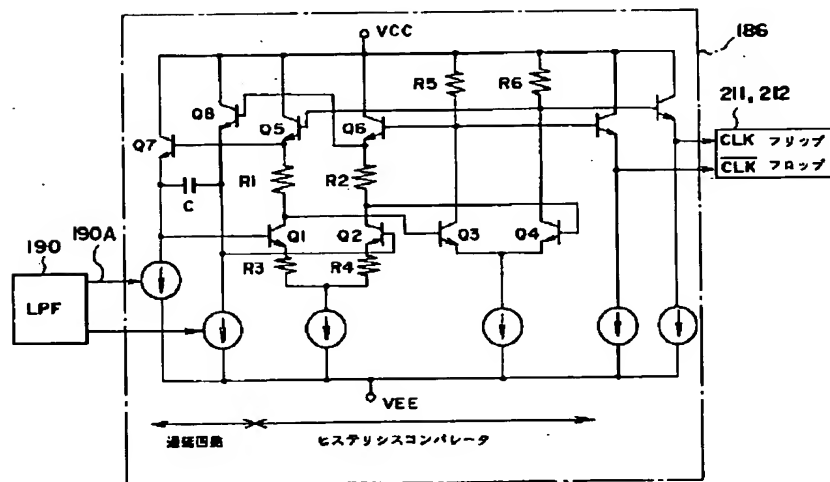 VCC
186
R5
R6
211, 212
Q8
Q5
Q6
Q7
CLK フリップ
CLK フロップ
C
R1
R2
190
190A
Q1
Q2
Q3
Q4
R3
R4
LPF
VEE
遅延回路
ヒステリシスコンパレータ